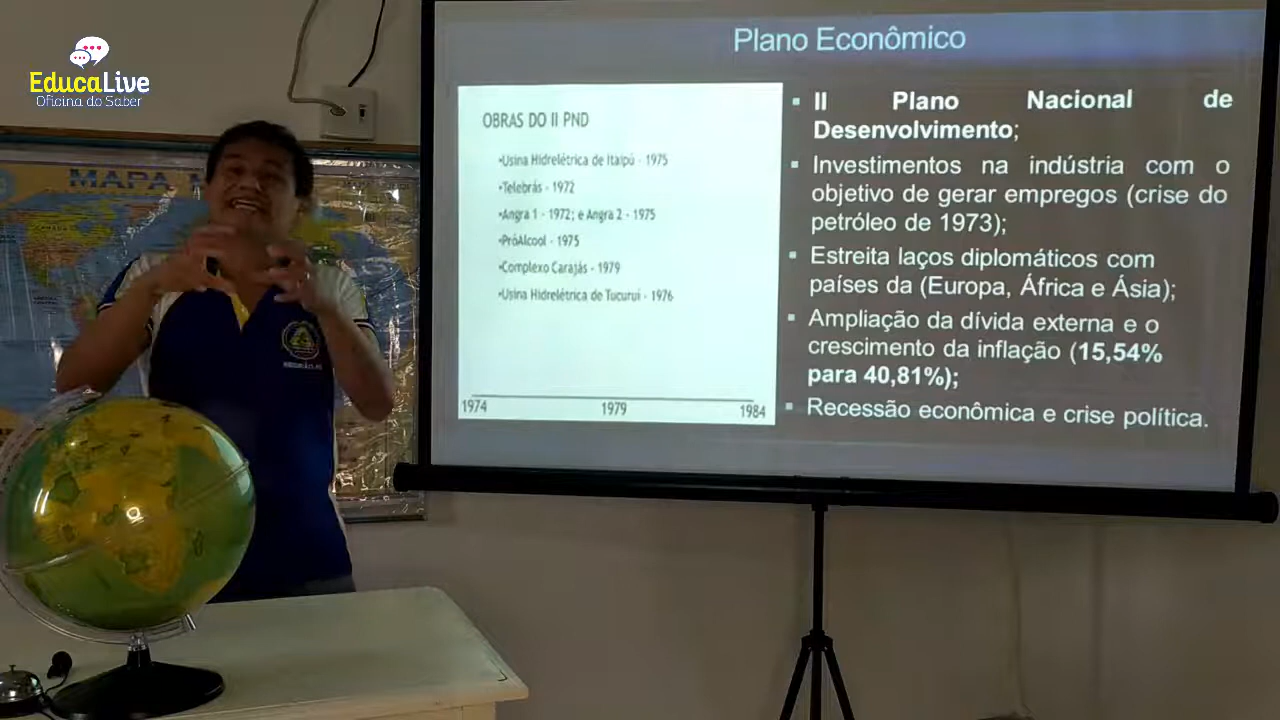 EducaLive
Oficina do Saber
MAPA
Plano Econômico
OBRAS DO II PND
•Usina Hidrelétrica de Itaipú - 1975
•Telebrás - 1972
•Angra 1 - 1972; e Angra 2 - 1975
•PróAlcool - 1975
•Complexo Carajás - 1979
•Usina Hidrelétrica de Tucuruí - 1976
1974 1979 1984
▪ II Plano Nacional de
Desenvolvimento;
▪ Investimentos na indústria com o
objetivo de gerar empregos (crise do
petróleo de 1973);
▪ Estreita laços diplomáticos com
países da (Europa, África e Ásia);
▪ Ampliação da dívida externa e o
crescimento da inflação (15,54%
para 40,81%);
▪ Recessão econômica e crise política.